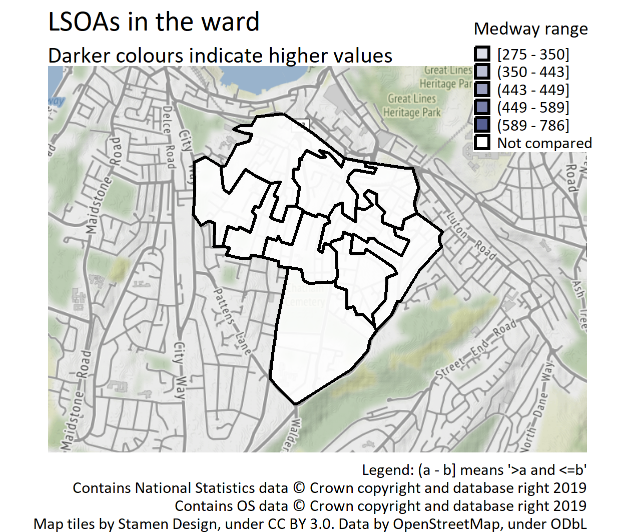 LSOAs in the ward
Darker colours indicate higher values
Medway range
[275 - 350]
(350 - 443]
(443 - 449]
(449 - 589]
(589 - 786]
Not compared
Great Lines
Heritage Park
Great Lines
Heritage Park
Delce Road
City W
Maidstone Road
Road
Luton Road
Ash Tree
Pattens Lane
City Way
Maidstone Road
Street End Road
North Dane Way
Walders
Legend: (a - b] means '>a and <=b'
Contains National Statistics data © Crown copyright and database right 2019
Contains OS data © Crown copyright and database right 2019
Map tiles by Stamen Design, under CC BY 3.0. Data by OpenStreetMap, under ODbL